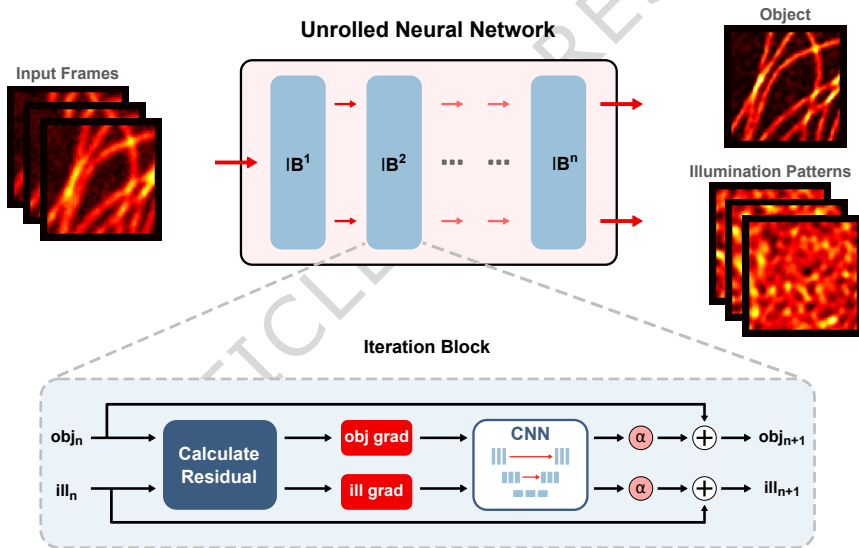 Unrolled Neural Network
Object
Input Frames
IB¹
IB²
... ...
IBⁿ
Illumination Patterns
Iteration Block
objₙ
Calculate
Residual
obj grad
CNN
α
+
objₙ₊₁
illₙ
ill grad
α
+
illₙ₊₁